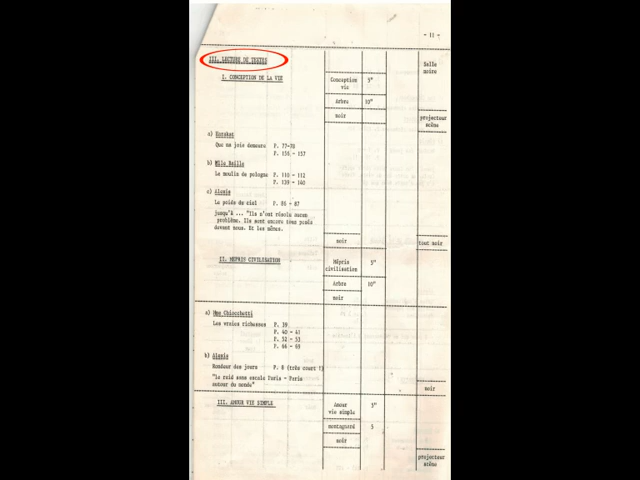 - 11 -
III. LECTURE DE TEXTES
Salle
noire
I. CONCEPTION DE LA VIE
Conception 5"
vie
Arbre 10"
noir
projecteur
scène
a)
Que ma joie demeure P. 77-78
P. 156 - 157
b) Mlle Reille
Le moulin de pologne P. 110 - 112
P. 139 - 140
c) Alexis
Le poids du ciel P. 86 - 87
jusqu'à ... "Ils n'ont résolu aucun
problème. Ils sont encore tous posés
devant nous. Et les mêmes.
noir tout noir
II. MEPRIS CIVILISATION
Mépris 5"
civilisation
Arbre 10"
noir
a) Mme Chiocchetti
Les vraies richesses P. 39
P. 40 - 41
P. 52 - 53
P. 66 - 69
b) Alexis
Rondeur des jours P. 8 (très court !)
"le raid sans escale Paris - Paris
autour du monde"
noir
III. AMOUR VIE SIMPLE
Amour 5"
vie simple
montagnard 5
noir
projecteur
scène